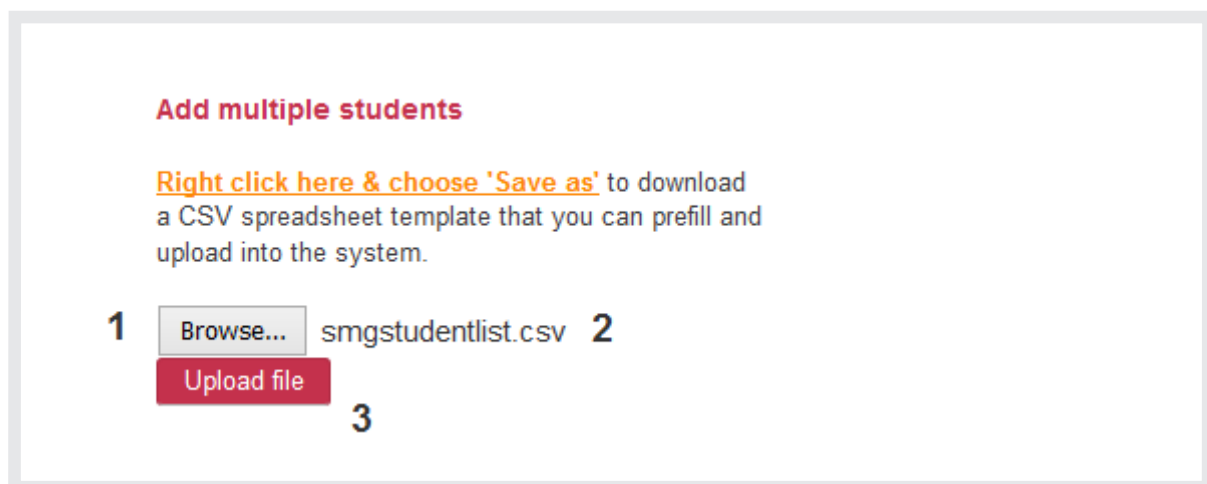 Add multiple students
Right click here & choose 'Save as' to download
a CSV spreadsheet template that you can prefill and
upload into the system.
1 Browse... smgstudentlist.csv 2
Upload file
3